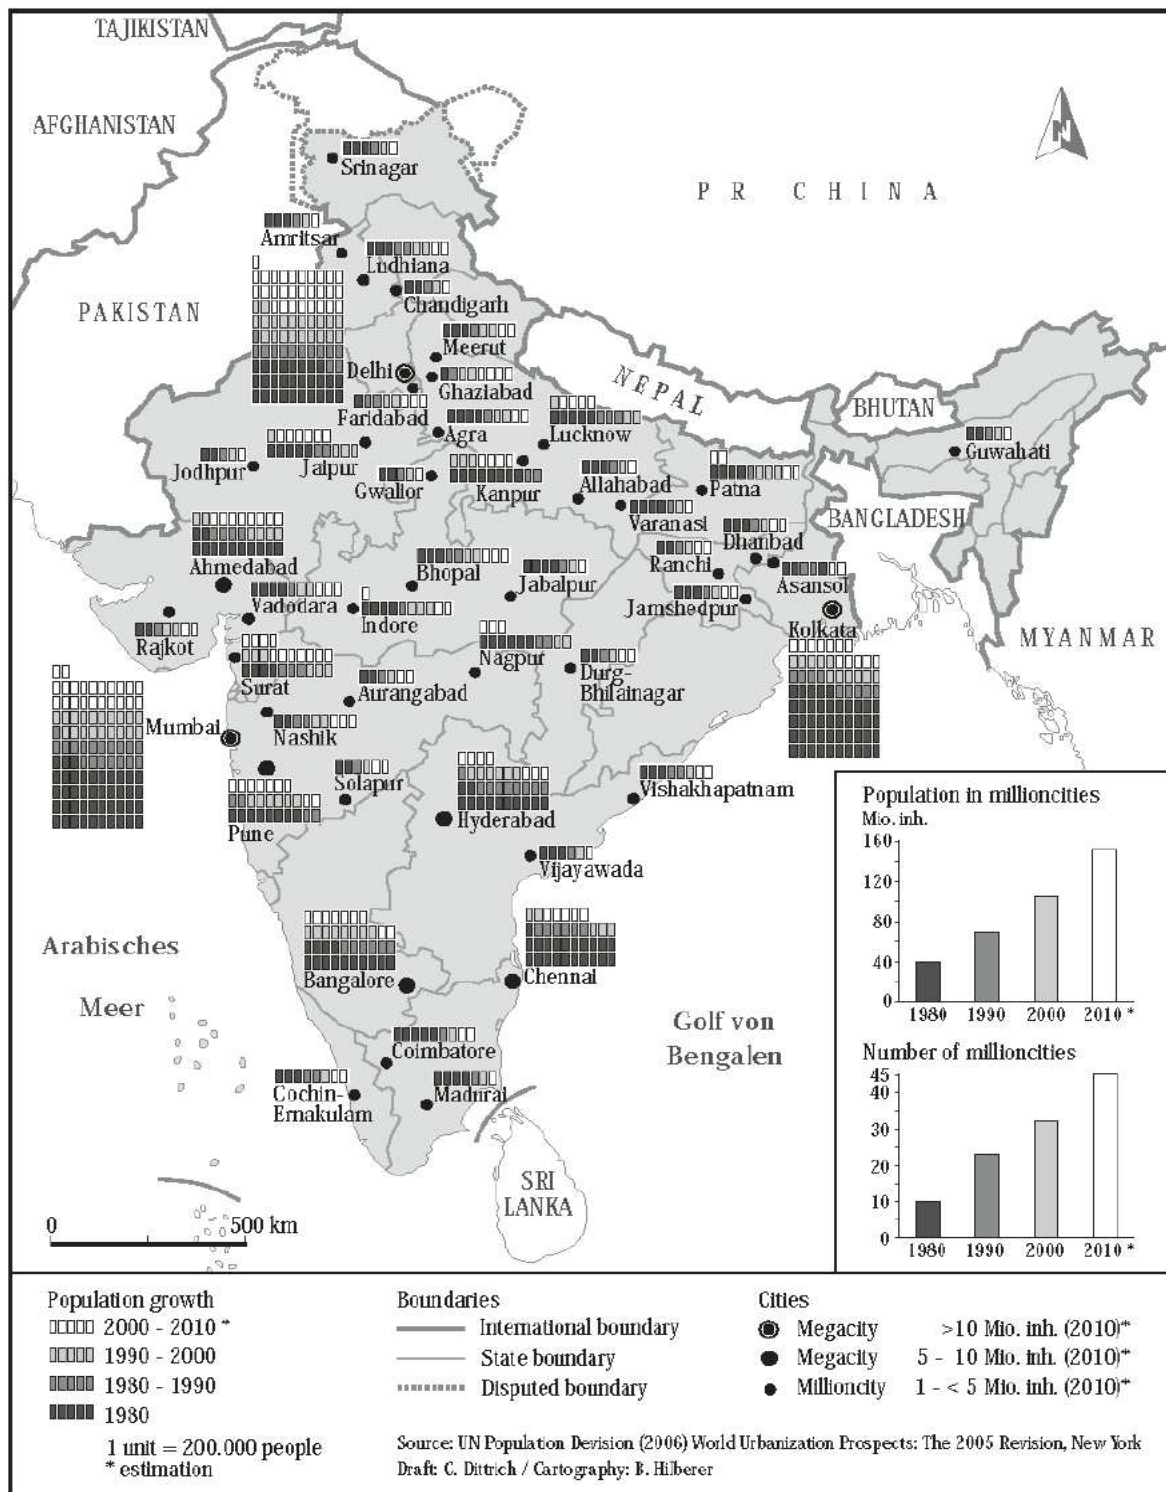 TAJIKISTAN
AFGHANISTAN
Srinagar
N
P R C H I N A
Amritsar
Ludhiana
Chandigarh
PAKISTAN
Meerut
Delhi
Ghaziabad
NEPAL
BHUTAN
Faridabad
Agra
Lucknow
Guwahati
Jodhpur
Jaipur
Gwalior
Kanpur
Allahabad
Patna
Varanasi
BANGLADESH
Dhanbad
Ahmedabad
Bhopal
Jabalpur
Ranchi
Asansol
Vadodara
Indore
Jamshedpur
Kolkata
Rajkot
MYANMAR
Surat
Nagpur
Durg-
Bhilainagar
Aurangabad
Mumbai
Nashik
Solapur
Vishakhapatnam
Pune
Hyderabad
Vijayawada
Arabisches
Meer
Bangalore
Chennai
Golf von
Bengalen
Coimbatore
Cochin-
Ernakulam
Madurai
SRI
LANKA
0 500 km
Population in millioncities
Mio. inh.
160
120
80
40
0
1980 1990 2000 2010 *
Number of millioncities
45
40
30
20
10
0
1980 1990 2000 2010 *
Population growth
2000 - 2010 *
1990 - 2000
1980 - 1990
1980
1 unit = 200.000 people
* estimation
Boundaries
International boundary
State boundary
Disputed boundary
Cities
Megacity >10 Mio. inh. (2010)*
Megacity 5 - 10 Mio. inh. (2010)*
Millioncity 1 - < 5 Mio. inh. (2010)*
Source: UN Population Devision (2006) World Urbanization Prospects: The 2005 Revision, New York
Draft: C. Dittrich / Cartography: B. Hilberer